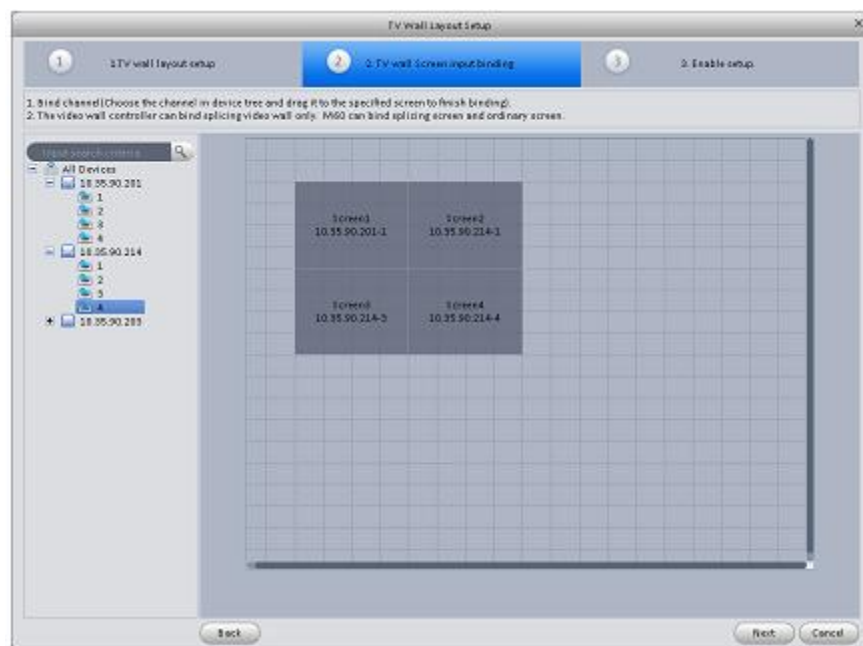 TV Wall Layout Setup
1
1.TV wall layout setup
2
2.TV wall Screen input binding
3
3. Enable setup
1. Bind channel(Choose the channel in device tree and drag it to the specified screen to finish binding).
2. The video wall controller can bind splicing video wall only. M60 can bind splizing screen and ordinary screen.
All Devices
10.35.90.201
1
2
3
4
10.35.90.214
1
2
3
4
10.35.90.203
Screen1
10.35.90.201-1
Screen2
10.35.90.214-1
Screen3
10.35.90.214-3
Screen4
10.35.90.214-4
Back
Next
Cancel